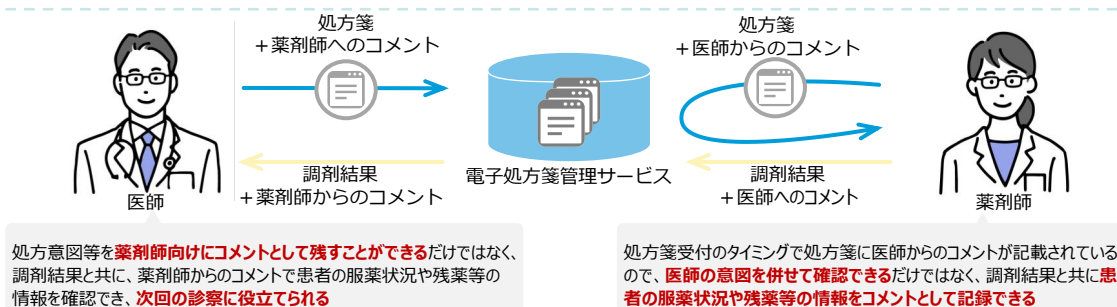 処方箋
＋薬剤師へのコメント
処方箋
＋医師からのコメント
調剤結果
＋薬剤師からのコメント
電子処方箋管理サービス
調剤結果
＋医師へのコメント
医師
薬剤師
処方意図等を薬剤師向けにコメントとして残すことができるだけではなく、
調剤結果と共に、薬剤師からのコメントで患者の服薬状況や残薬等の
情報を確認でき、次回の診察に役立てられる
処方箋受付のタイミングで処方箋に医師からのコメントが記載されている
ので、医師の意図を併せて確認できるだけではなく、調剤結果と共に患
者の服薬状況や残薬等の情報をコメントとして記録できる